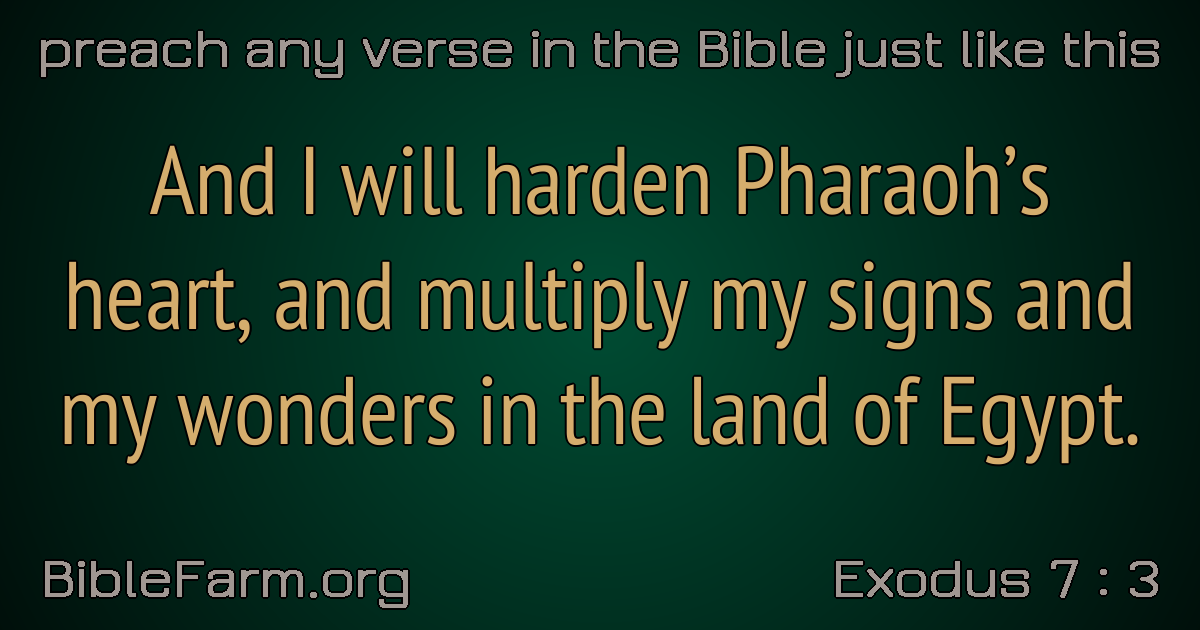 preach any verse in the Bible just like this
And I will harden Pharaoh’s
heart, and multiply my signs and
my wonders in the land of Egypt.
BibleFarm.org
Exodus 7 : 3